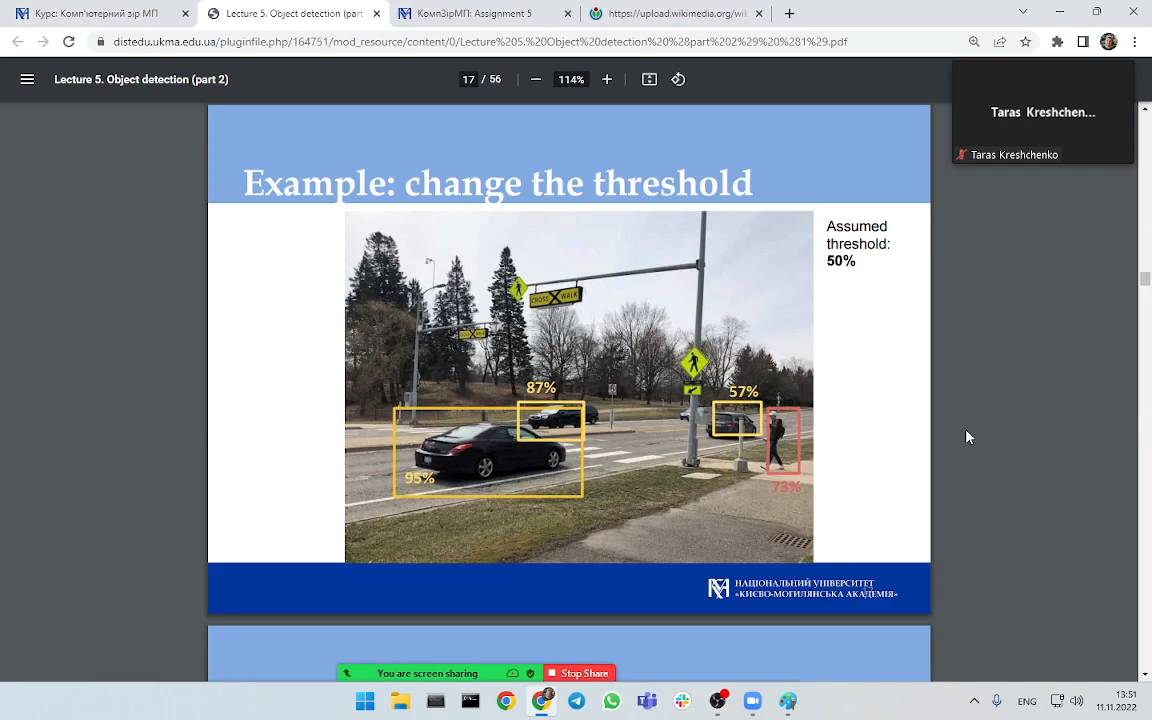 Курс: Комп'ютерний зір МП
Lecture 5. Object detection (part
КомпЗірМП: Assignment 5
https://upload.wikimedia.org/wik
distedu.ukma.edu.ua/pluginfile.php/164751/mod_resource/content/0/Lecture%205.%20Object%20detection%20%28part%202%29%20%281%29.pdf
Lecture 5. Object detection (part 2)
17 / 56
114%
Taras Kreshchen...
Taras Kreshchenko
Example: change the threshold
Assumed
threshold:
50%
CROSS WALK
87%
57%
95%
73%
НАЦІОНАЛЬНИЙ УНІВЕРСИТЕТ
«КИЄВО-МОГИЛЯНСЬКА АКАДЕМІЯ»
You are screen sharing
Stop Share
ENG
13:51
11.11.2022